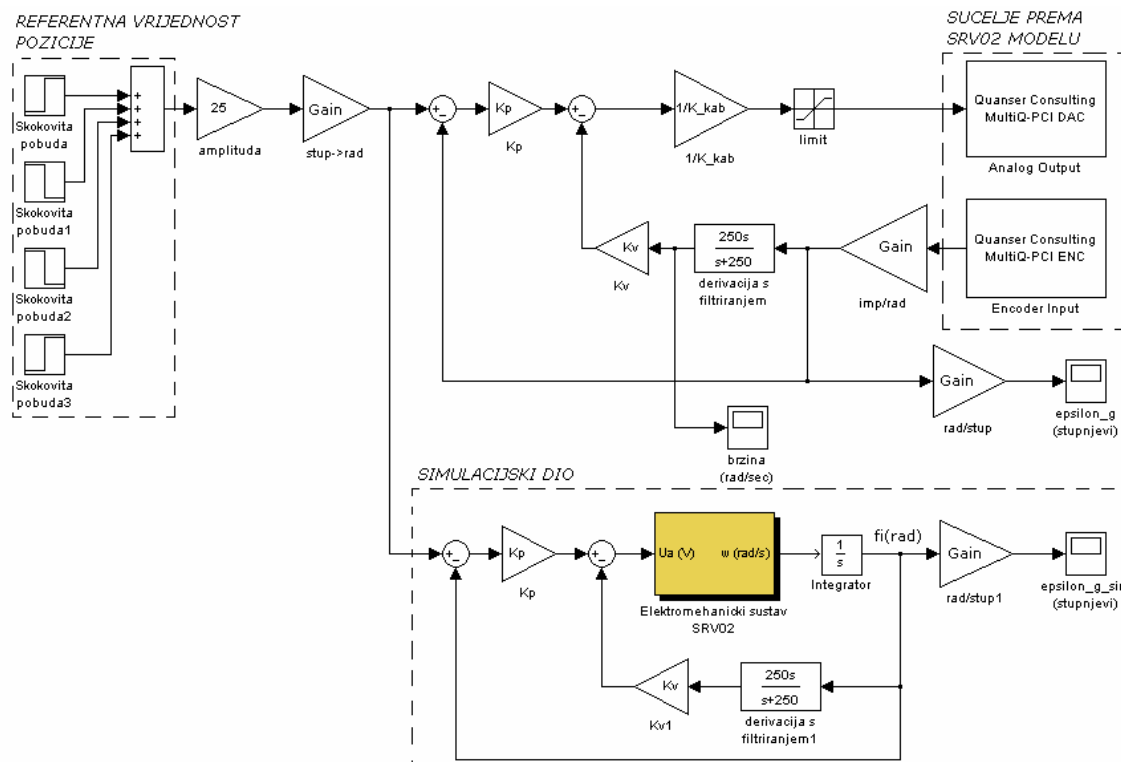 REFERENTNA VRIJEDNOST
POZICIJE
Skokovita
pobuda
Skokovita
pobuda1
Skokovita
pobuda2
Skokovita
pobuda3
+
+
+
+
25
amplituda
Gain
stup->rad
+
−
Kp
Kp
+
−
1/K_kab
1/K_kab
limit
SUCELJE PREMA
SRV02 MODELU
Quanser Consulting
MultiQ-PCI DAC
Analog Output
Quanser Consulting
MultiQ-PCI ENC
Encoder Input
Gain
imp/rad
250s
s+250
derivacija s
filtriranjem
Kv
Kv
Gain
rad/stup
epsilon_g
(stupnjevi)
brzina
(rad/sec)
SIMULACIJSKI DIO
+
−
Kp
Kp
+
−
Ua (V)
w (rad/s)
Elektromehanicki sustav
SRV02
1
s
Integrator
fi(rad)
Gain
rad/stup1
epsilon_g_sin
(stupnjevi)
250s
s+250
derivacija s
filtriranjem1
Kv
Kv1